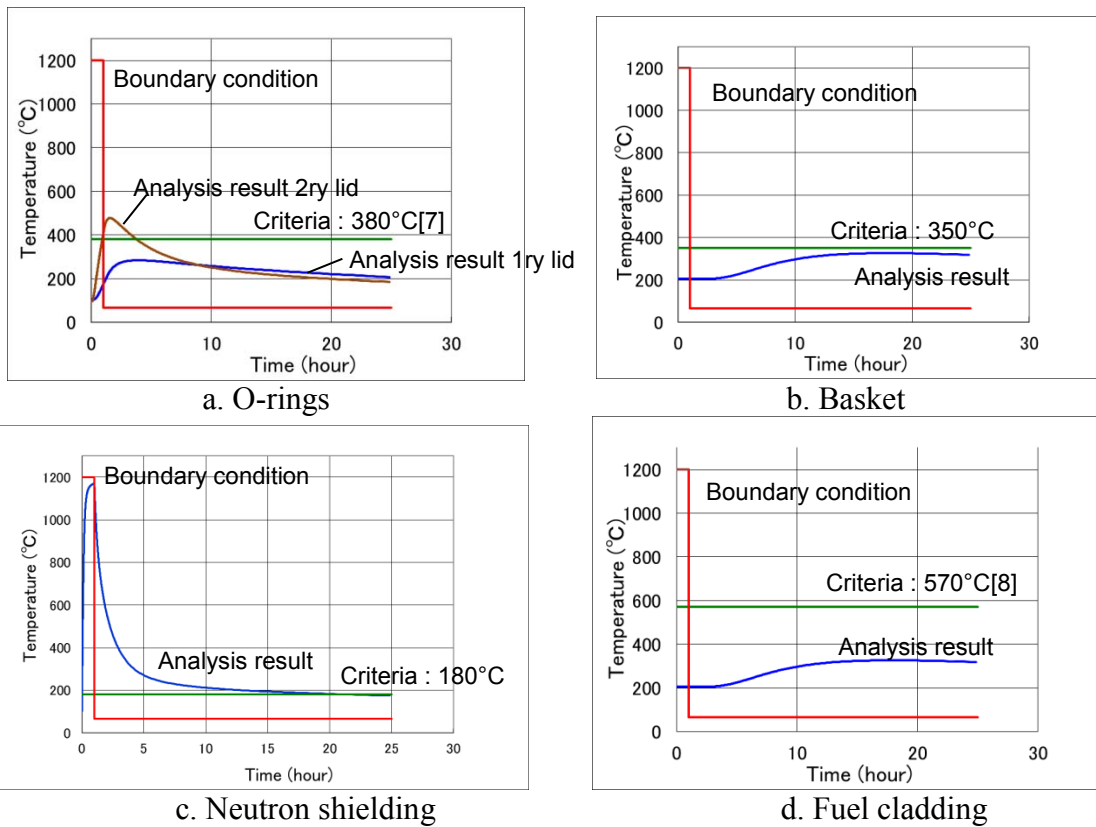 1200
1000
800
600
400
200
0
Temperature (°C)
Boundary condition
Analysis result 2ry lid
Criteria : 380°C[7]
Analysis result 1ry lid
0 10 20 30
Time (hour)
a. O-rings
1200
1000
800
600
400
200
0
Temperature (°C)
Boundary condition
Criteria : 350°C
Analysis result
0 10 20 30
Time (hour)
b. Basket
1200
1000
800
600
400
200
0
Temperature (°C)
Boundary condition
Analysis result
Criteria : 180°C
0 5 10 15 20 25 30
Time (hour)
c. Neutron shielding
1200
1000
800
600
400
200
0
Temperature (°C)
Boundary condition
Criteria : 570°C[8]
Analysis result
0 10 20 30
Time (hour)
d. Fuel cladding